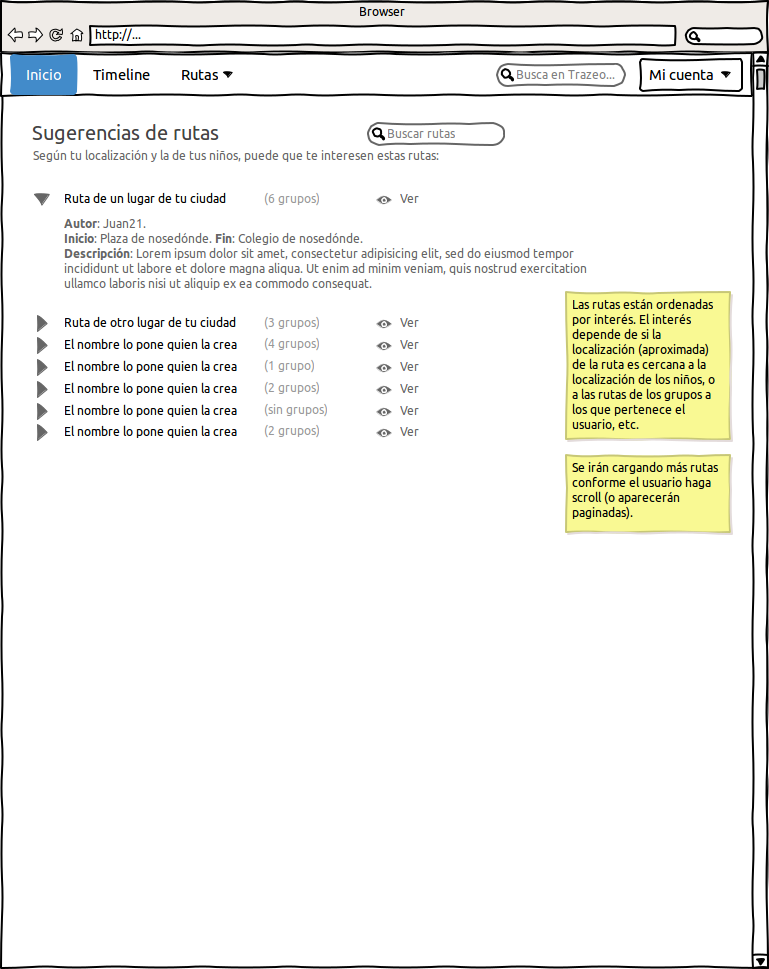 Browser
http://...
Inicio
Timeline
Rutas
Busca en Trazeo...
Mi cuenta
Sugerencias de rutas
Buscar rutas
Según tu localización y la de tus niños, puede que te interesen estas rutas:
Ruta de un lugar de tu ciudad (6 grupos) Ver
Autor: Juan21.
Inicio: Plaza de nosedónde. Fin: Colegio de nosedónde.
Descripción: Lorem ipsum dolor sit amet, consectetur adipisicing elit, sed do eiusmod tempor
incididunt ut labore et dolore magna aliqua. Ut enim ad minim veniam, quis nostrud exercitation
ullamco laboris nisi ut aliquip ex ea commodo consequat.
Ruta de otro lugar de tu ciudad (3 grupos) Ver
El nombre lo pone quien la crea (4 grupos) Ver
El nombre lo pone quien la crea (1 grupo) Ver
El nombre lo pone quien la crea (2 grupos) Ver
El nombre lo pone quien la crea (sin grupos) Ver
El nombre lo pone quien la crea (2 grupos) Ver
Las rutas están ordenadas
por interés. El interés
depende de si la
localización (aproximada)
de la ruta es cercana a la
localización de los niños, o
a las rutas de los grupos a
los que pertenece el
usuario, etc.
Se irán cargando más rutas
conforme el usuario haga
scroll (o aparecerán
paginadas).